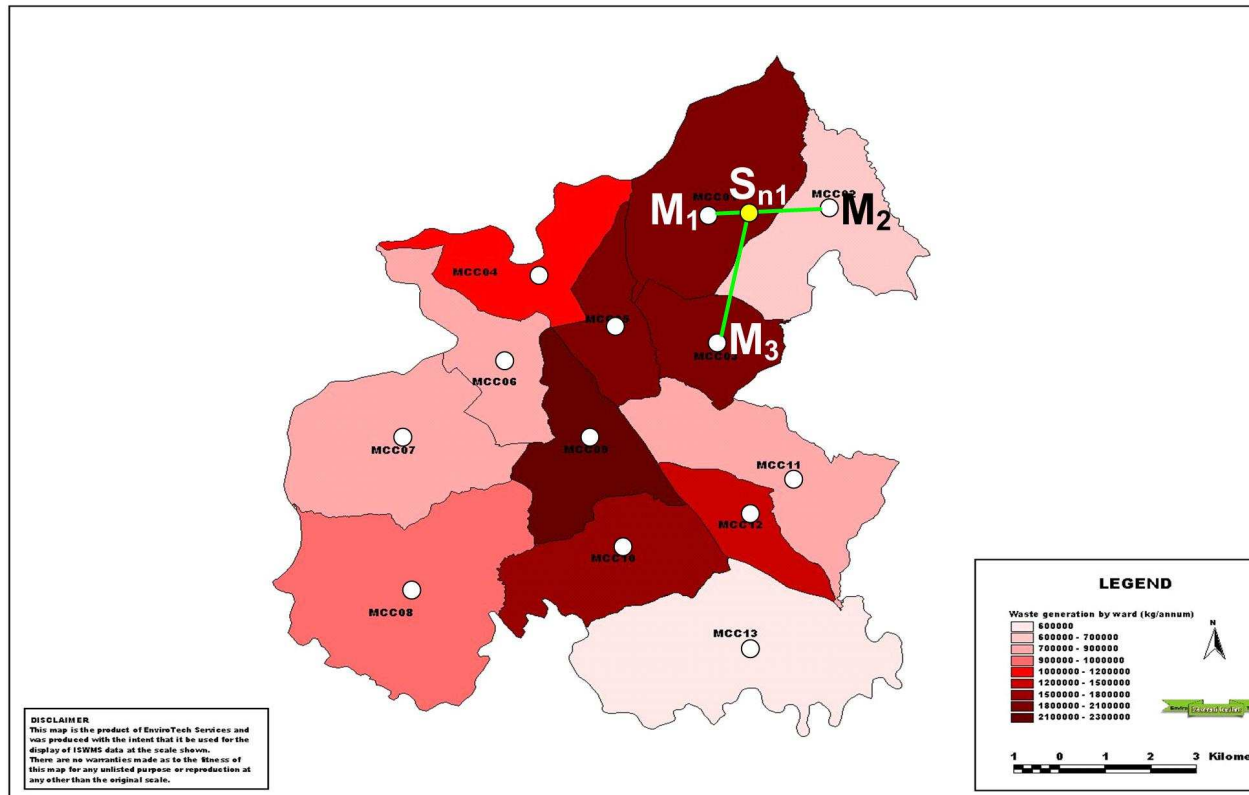 MCC02
S
n1
M1
M2
MCC04
M3
MCC06
MCC07
MCC09
MCC11
MCC12
MCC10
MCC08
MCC13
LEGEND
Waste generation by ward (kg/annum)
600000
600000 - 700000
700000 - 900000
900000 - 1000000
1000000 - 1200000
1200000 - 1500000
1500000 - 1800000
1800000 - 2100000
2100000 - 2300000
N
1 0 1 2 3 Kilome
DISCLAIMER
This map is the product of EnviroTech Services and
was produced with the intent that it be used for the
display of ISWMS data at the scale shown.
There are no warranties made as to the fitness of
this map for any unlisted purpose or reproduction at
any other than the original scale.